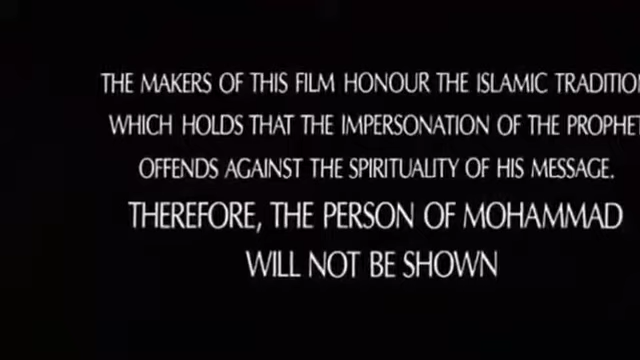 THE MAKERS OF THIS FILM HONOUR THE ISLAMIC TRADITIO
WHICH HOLDS THAT THE IMPERSONATION OF THE PROPHET
OFFENDS AGAINST THE SPIRITUALITY OF HIS MESSAGE.
THEREFORE, THE PERSON OF MOHAMMAD
WILL NOT BE SHOWN